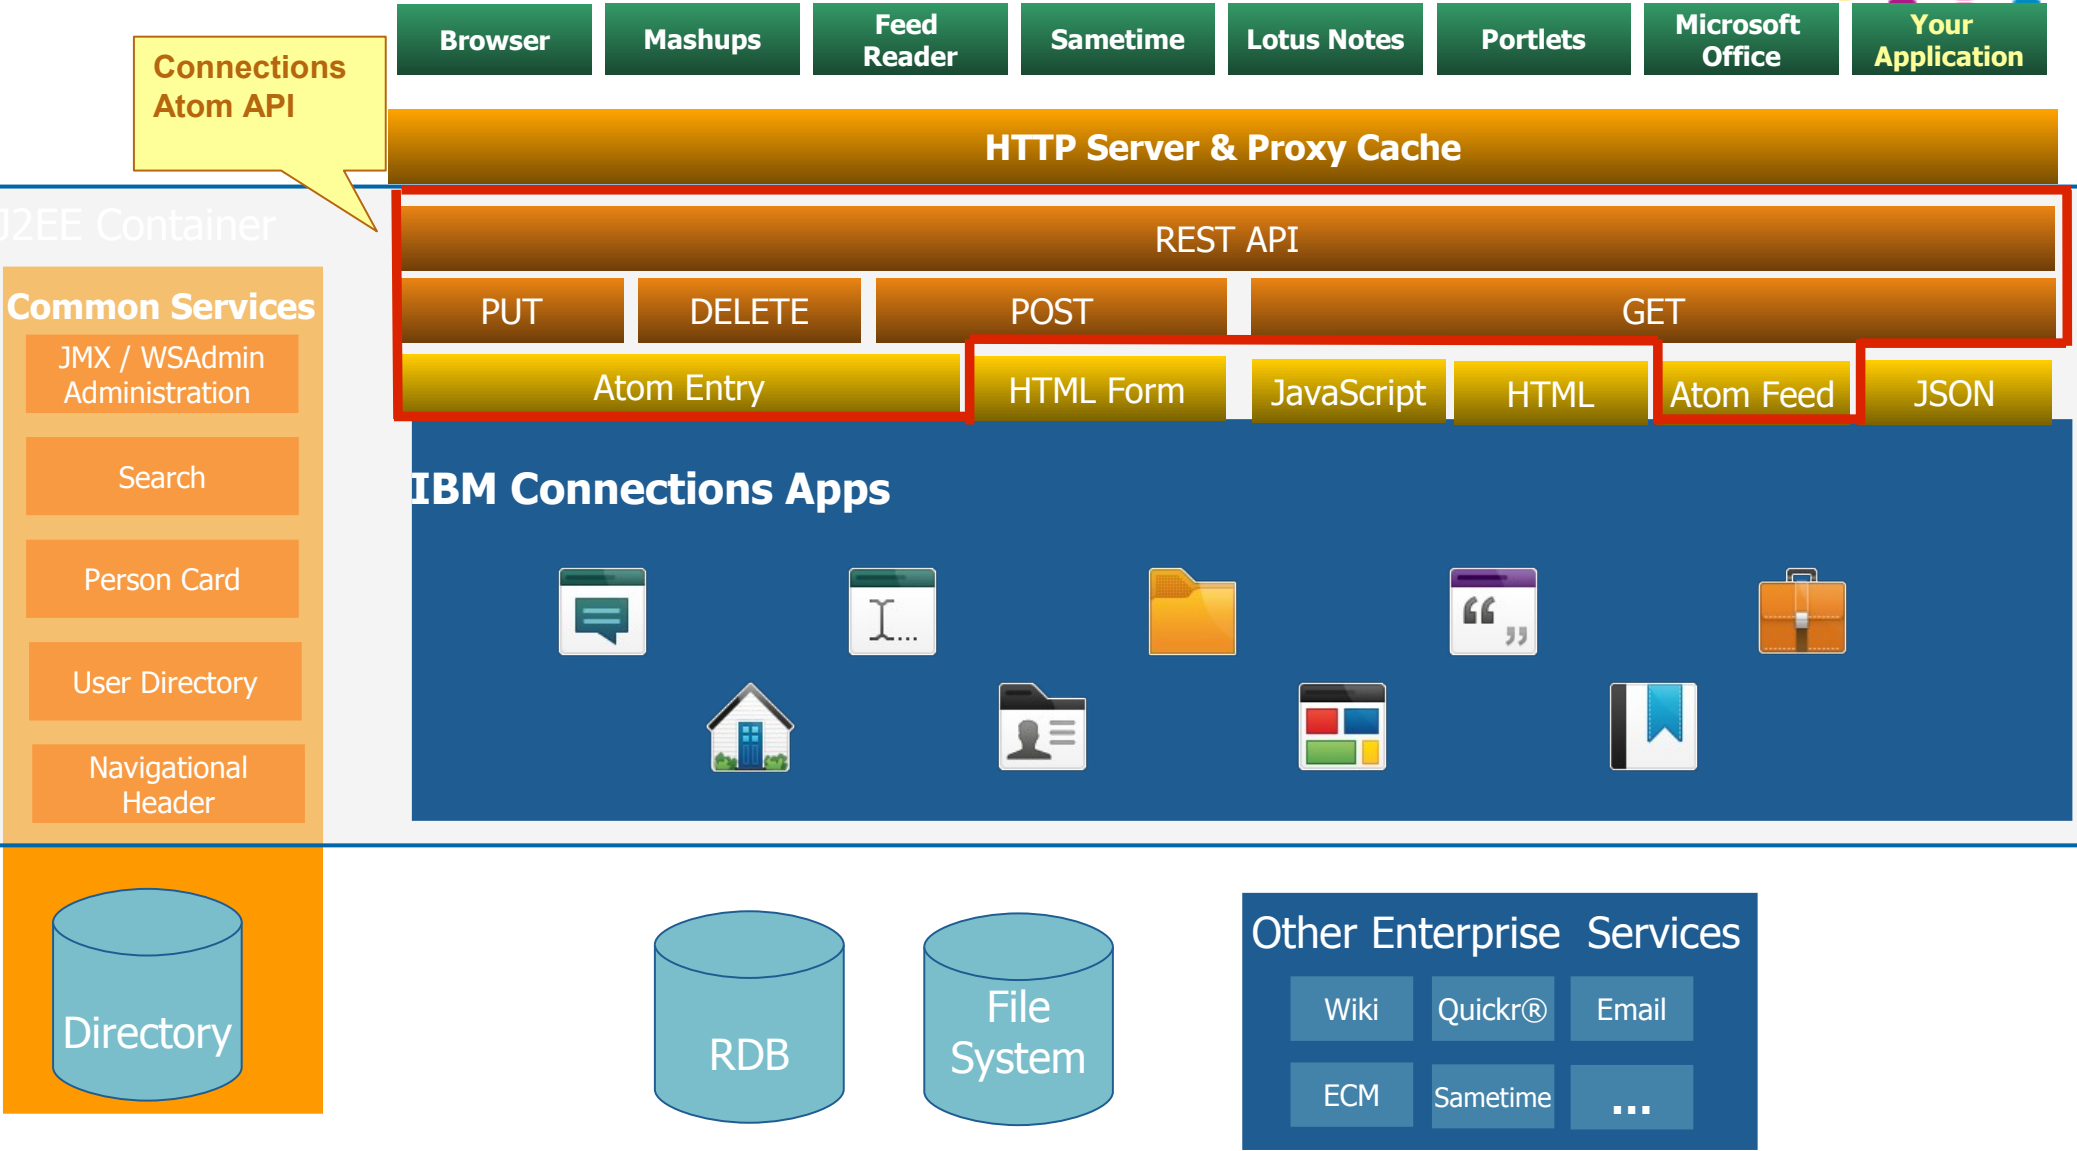 Browser
Mashups
Feed
Reader
Sametime
Lotus Notes
Portlets
Microsoft
Office
Your
Application
Connections
Atom API
HTTP Server & Proxy Cache
J2EE Container
REST API
PUT
DELETE
POST
GET
Atom Entry
HTML Form
JavaScript
HTML
Atom Feed
JSON
Common Services
JMX / WSAdmin
Administration
Search
Person Card
User Directory
Navigational
Header
IBM Connections Apps
Directory
RDB
File
System
Other Enterprise Services
Wiki
Quickr®
Email
ECM
Sametime
...